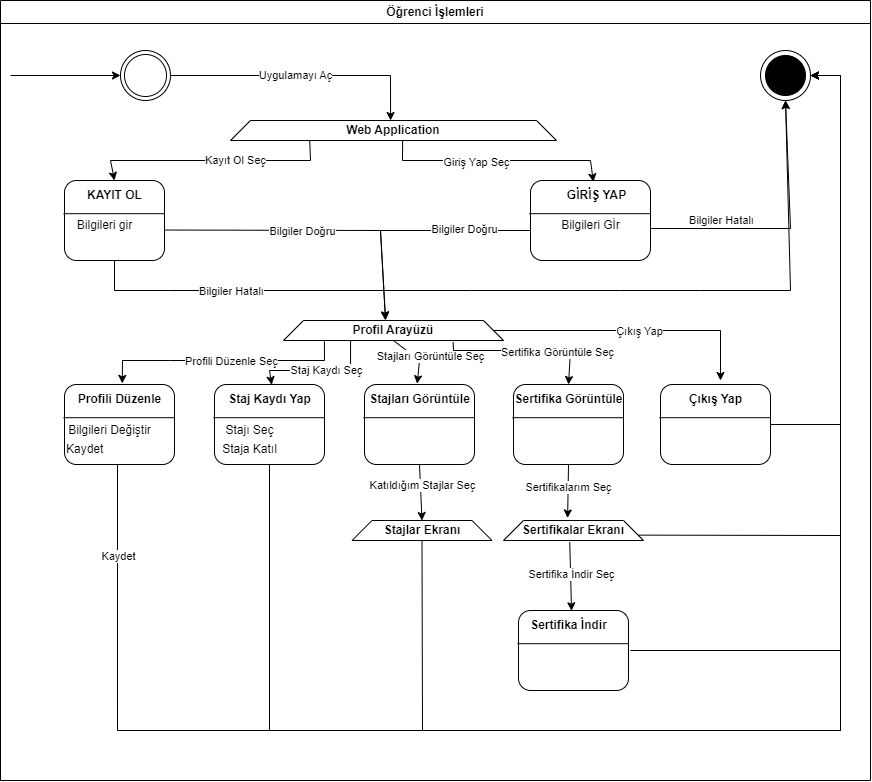 Öğrenci İşlemleri
Uygulamayı Aç
Web Application
Kayıt Ol Seç
Giriş Yap Seç
KAYIT OL
Bilgileri gir
GİRİŞ YAP
Bilgileri Gİr
Bilgiler Doğru
Bilgiler Doğru
Bilgiler Hatalı
Bilgiler Hatalı
Profil Arayüzü
Çıkış Yap
Profili Düzenle Seç
Staj Kaydı Seç
Stajları Görüntüle Seç
Sertifika Görüntüle Seç
Profili Düzenle
Bilgileri Değiştir
Kaydet
Staj Kaydı Yap
Stajı Seç
Staja Katıl
Stajları Görüntüle
Sertifika Görüntüle
Çıkış Yap
Katıldığım Stajlar Seç
Sertifikalarım Seç
Stajlar Ekranı
Sertifikalar Ekranı
Kaydet
Sertifika İndir Seç
Sertifika İndir